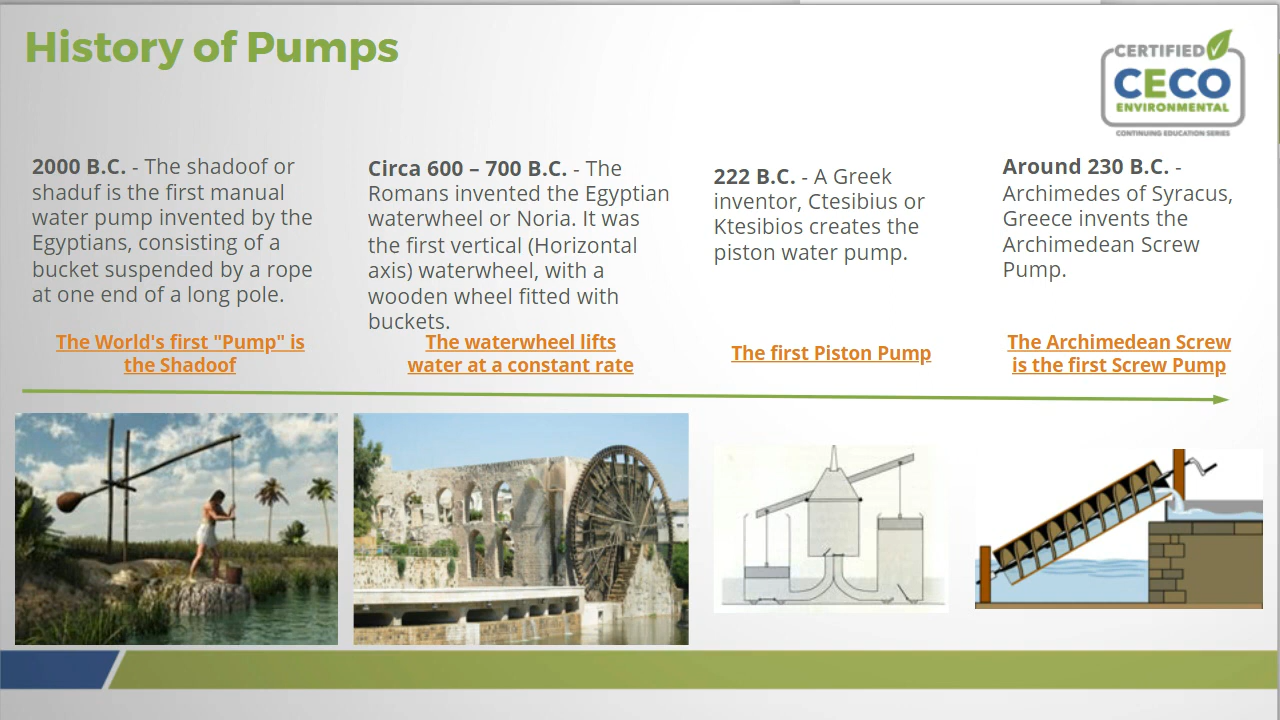 History of Pumps
CERTIFIED
CECO
ENVIRONMENTAL
CONTINUING EDUCATION SERIES
2000 B.C. - The shadoof or
shaduf is the first manual
water pump invented by the
Egyptians, consisting of a
bucket suspended by a rope
at one end of a long pole.
The World's first "Pump" is
the Shadoof
Circa 600 – 700 B.C. - The
Romans invented the Egyptian
waterwheel or Noria. It was
the first vertical (Horizontal
axis) waterwheel, with a
wooden wheel fitted with
buckets.
The waterwheel lifts
water at a constant rate
222 B.C. - A Greek
inventor, Ctesibius or
Ktesibios creates the
piston water pump.
The first Piston Pump
Around 230 B.C. -
Archimedes of Syracus,
Greece invents the
Archimedean Screw
Pump.
The Archimedean Screw
is the first Screw Pump